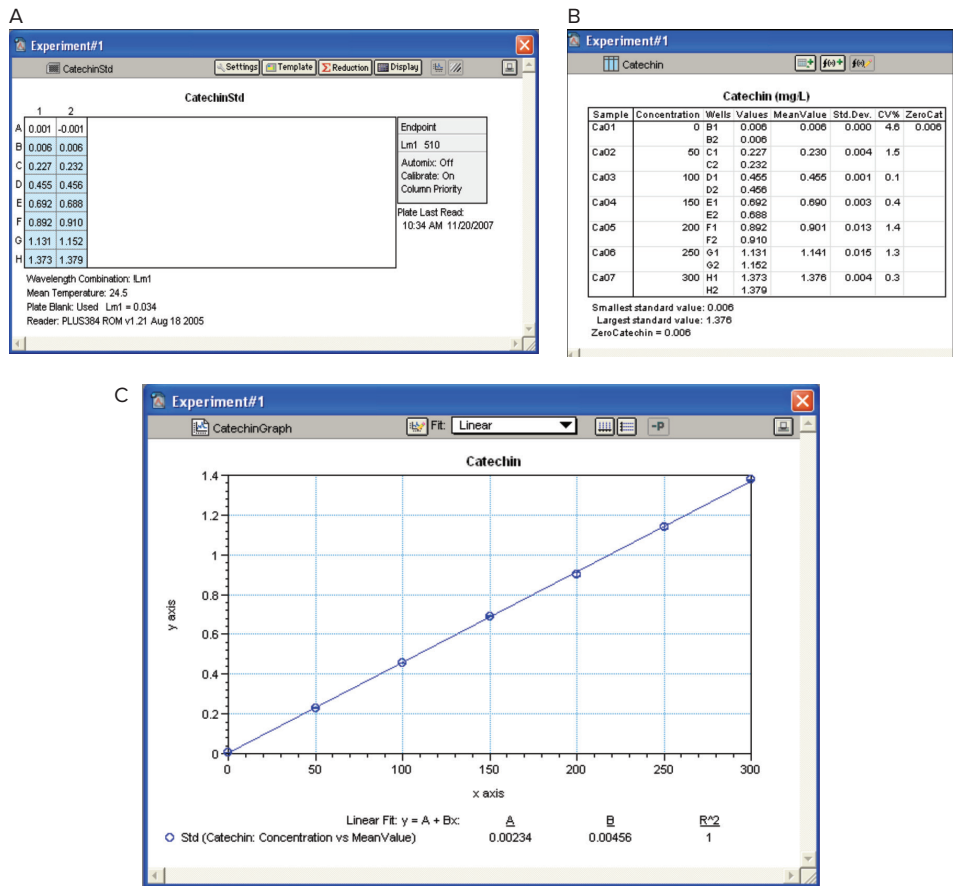 A
Experiment#1
CatechinStd Settings Template Reduction Display
CatechinStd
1 2
A 0.001 -0.001
B 0.006 0.006
C 0.227 0.232
D 0.455 0.456
E 0.692 0.688
F 0.892 0.910
G 1.131 1.152
H 1.373 1.379
Endpoint
Lm1 510
Automix: Off
Calibrate: On
Column Priority
Plate Last Read:
10:34 AM 11/20/2007
Wavelength Combination: !Lm1
Mean Temperature: 24.5
Plate Blank: Used Lm1 = 0.034
Reader: PLUS384 ROM v1.21 Aug 18 2005
B
Experiment#1
Catechin
Catechin (mg/L)
Sample Concentration Wells Values MeanValue Std.Dev. CV% ZeroCat
Ca01 0 B1 0.006 0.006 0.000 4.6 0.006
B2 0.006
Ca02 50 C1 0.227 0.230 0.004 1.5
C2 0.232
Ca03 100 D1 0.455 0.455 0.001 0.1
D2 0.456
Ca04 150 E1 0.692 0.690 0.003 0.4
E2 0.688
Ca05 200 F1 0.892 0.901 0.013 1.4
F2 0.910
Ca06 250 G1 1.131 1.141 0.015 1.3
G2 1.152
Ca07 300 H1 1.373 1.376 0.004 0.3
H2 1.379
Smallest standard value: 0.006
Largest standard value: 1.376
ZeroCatechin = 0.006
C
Experiment#1
CatechinGraph Fit: Linear -P
Catechin
1.4
1.2
1
0.8
0.6
0.4
0.2
0
y axis
0 50 100 150 200 250 300
x axis
Linear Fit: y = A + Bx: A B R^2
Std (Catechin: Concentration vs MeanValue) 0.00234 0.00456 1